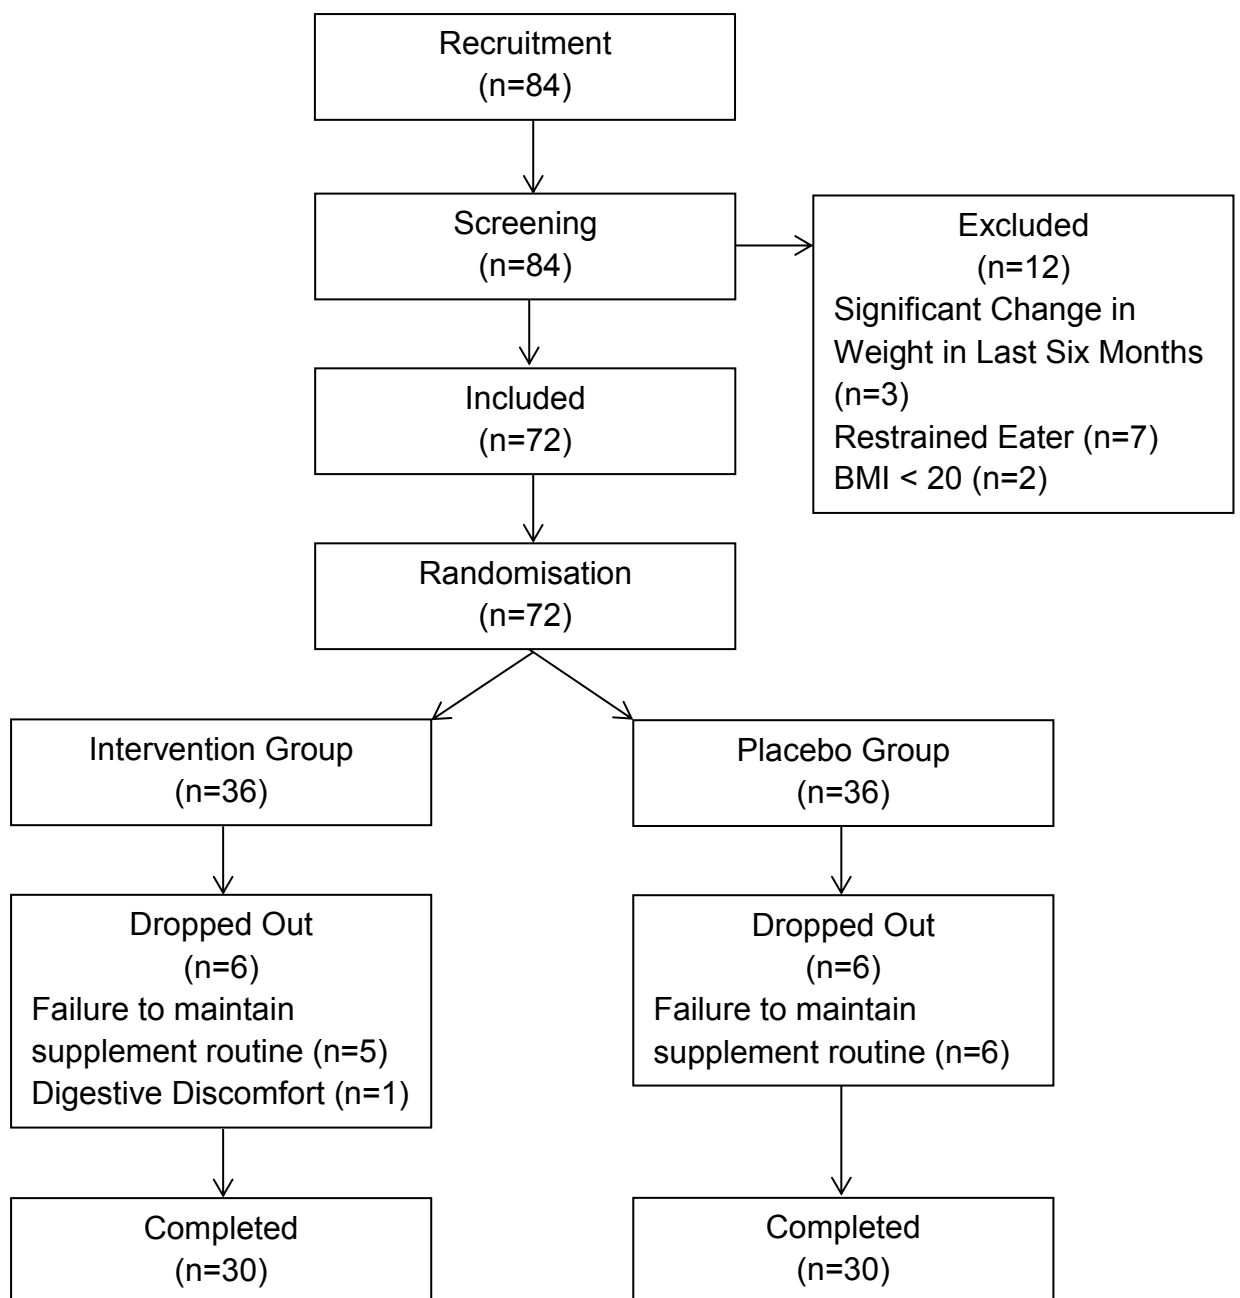 Recruitment
(n=84)
Screening
(n=84)
Excluded
(n=12)
Significant Change in
Weight in Last Six Months
(n=3)
Restrained Eater (n=7)
BMI < 20 (n=2)
Included
(n=72)
Randomisation
(n=72)
Intervention Group
(n=36)
Placebo Group
(n=36)
Dropped Out
(n=6)
Failure to maintain
supplement routine (n=5)
Digestive Discomfort (n=1)
Dropped Out
(n=6)
Failure to maintain
supplement routine (n=6)
Completed
(n=30)
Completed
(n=30)